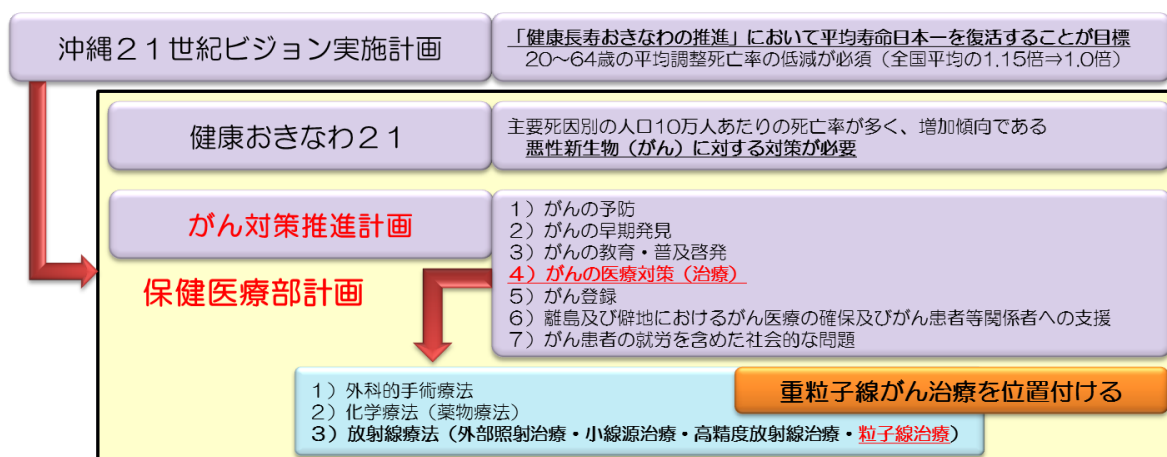 沖縄２１世紀ビジョン実施計画
「健康長寿おきなわの推進」において平均寿命日本一を復活することが目標
20～64歳の平均調整死亡率の低減が必須（全国平均の1.15倍⇒1.0倍）
健康おきなわ２１
主要死因別の人口10万人あたりの死亡率が多く、増加傾向である
悪性新生物（がん）に対する対策が必要
がん対策推進計画
１）がんの予防
２）がんの早期発見
３）がんの教育・普及啓発
４）がんの医療対策（治療）
５）がん登録
６）離島及び僻地におけるがん医療の確保及びがん患者等関係者への支援
７）がん患者の就労を含めた社会的な問題
保健医療部計画
１）外科的手術療法
２）化学療法（薬物療法）
３）放射線療法（外部照射治療・小線源治療・高精度放射線治療・粒子線治療）
重粒子線がん治療を位置付ける